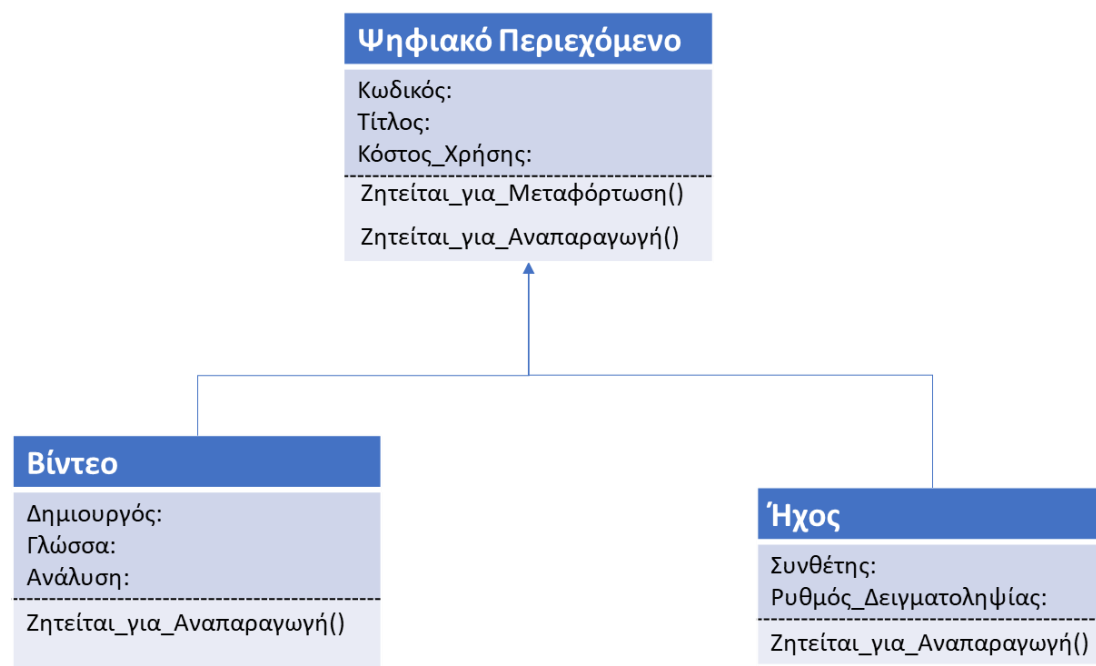 Ψηφιακό Περιεχόμενο
Κωδικός:
Τίτλος:
Κόστος_Χρήσης:
Ζητείται_για_Μεταφόρτωση()
Ζητείται_για_Αναπαραγωγή()
Βίντεο
Δημιουργός:
Γλώσσα:
Ανάλυση:
Ζητείται_για_Αναπαραγωγή()
Ήχος
Συνθέτης:
Ρυθμός_Δειγματοληψίας:
Ζητείται_για_Αναπαραγωγή()